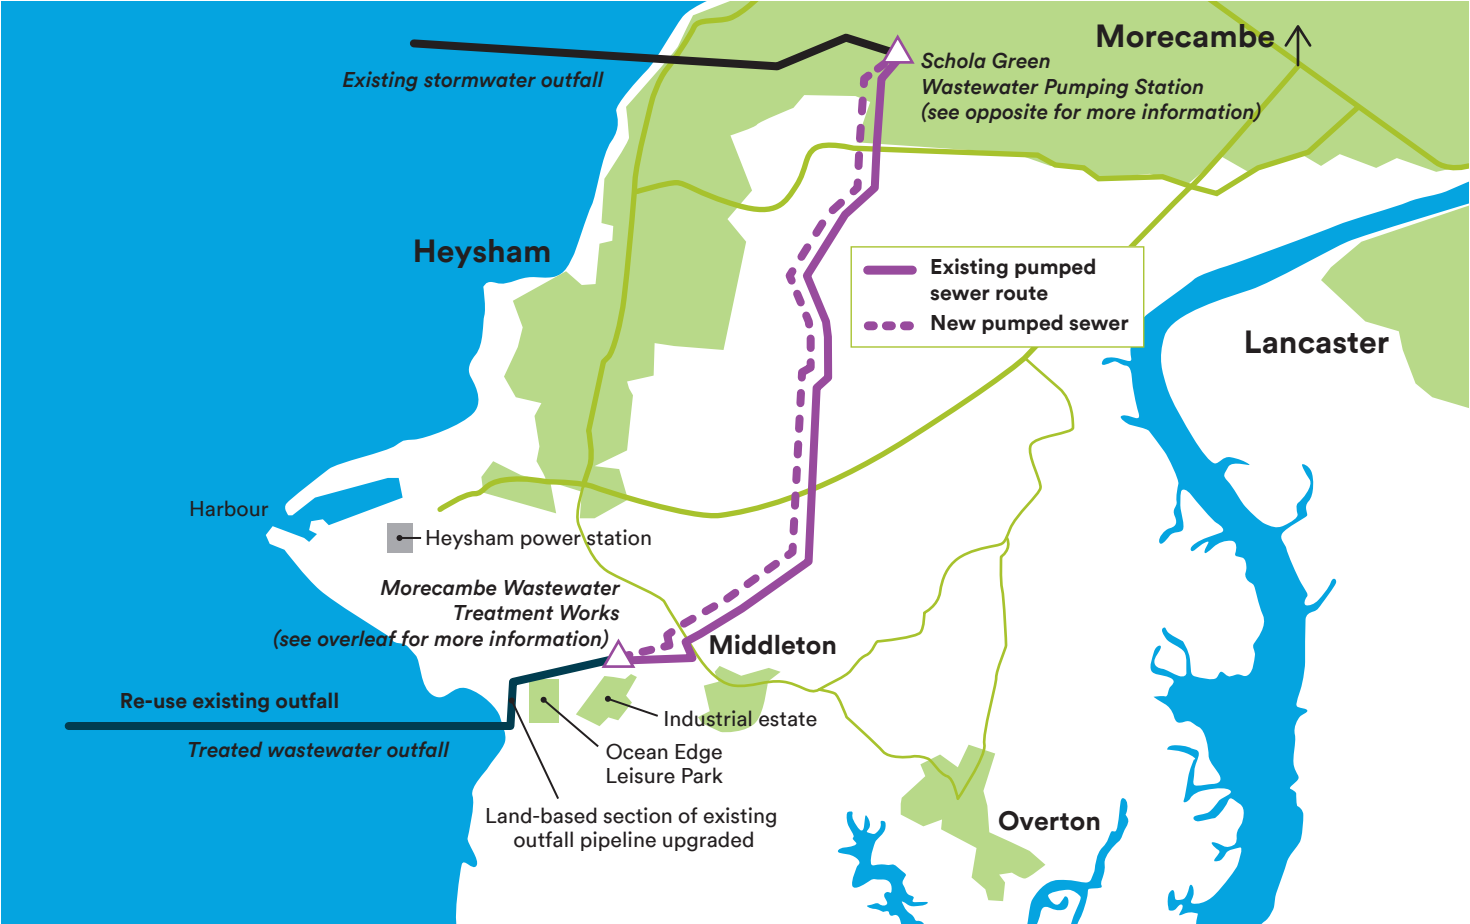 Morecambe
Existing stormwater outfall
Schola Green
Wastewater Pumping Station
(see opposite for more information)
Heysham
Existing pumped
sewer route
New pumped sewer
Lancaster
Harbour
Heysham power station
Morecambe Wastewater
Treatment Works
(see overleaf for more information)
Middleton
Re-use existing outfall
Treated wastewater outfall
Industrial estate
Ocean Edge
Leisure Park
Land-based section of existing
outfall pipeline upgraded
Overton